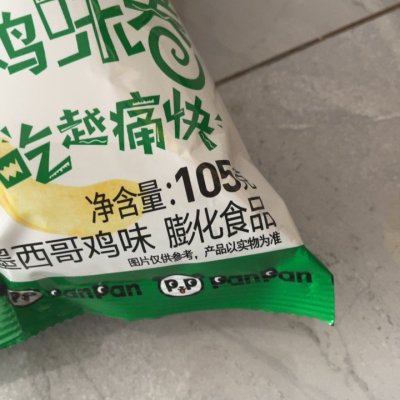 鸡味卷
吃越痛快
净含量:105克
墨西哥鸡味 膨化食品
图片仅供参考,产品以实物为准
PanPan PanPan